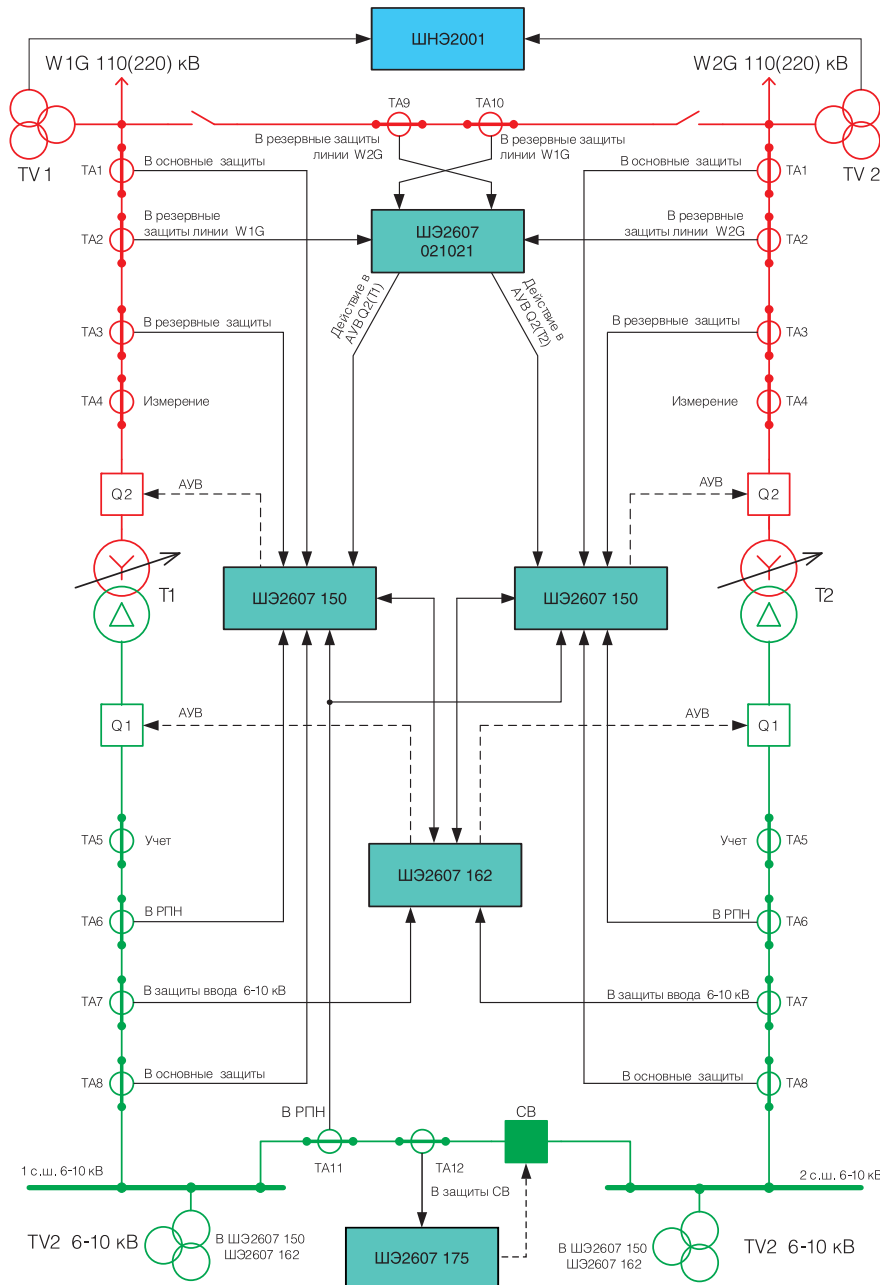 ШНЭ2001
W1G 110(220) кВ
W2G 110(220) кВ
TA9
TA10
В резервные защиты
линии W2G
В резервные защиты
линии W1G
TV 1
TV 2
TA1
В основные защиты
В основные защиты
TA1
TA2
В резервные
защиты линии W1G
ШЭ2607
021021
В резервные
защиты линии W2G
TA2
Действие в
АУВ Q2(Т1)
Действие в
АУВ Q2(Т2)
TA3
В резервные защиты
В резервные защиты
TA3
TA4
Измерение
Измерение
TA4
Q2
АУВ
АУВ
Q2
T1
ШЭ2607 150
ШЭ2607 150
T2
Q1
АУВ
АУВ
Q1
TA5
Учет
Учет
TA5
ШЭ2607 162
TA6
В РПН
В РПН
TA6
TA7
В защиты ввода 6-10 кВ
В защиты ввода 6-10 кВ
TA7
TA8
В основные защиты
В основные защиты
TA8
В РПН
СВ
TA11
TA12
1 с.ш. 6-10 кВ
2 с.ш. 6-10 кВ
В защиты СВ
TV2 6-10 кВ
В ШЭ2607 150
ШЭ2607 162
ШЭ2607 175
В ШЭ2607 150
ШЭ2607 162
TV2 6-10 кВ